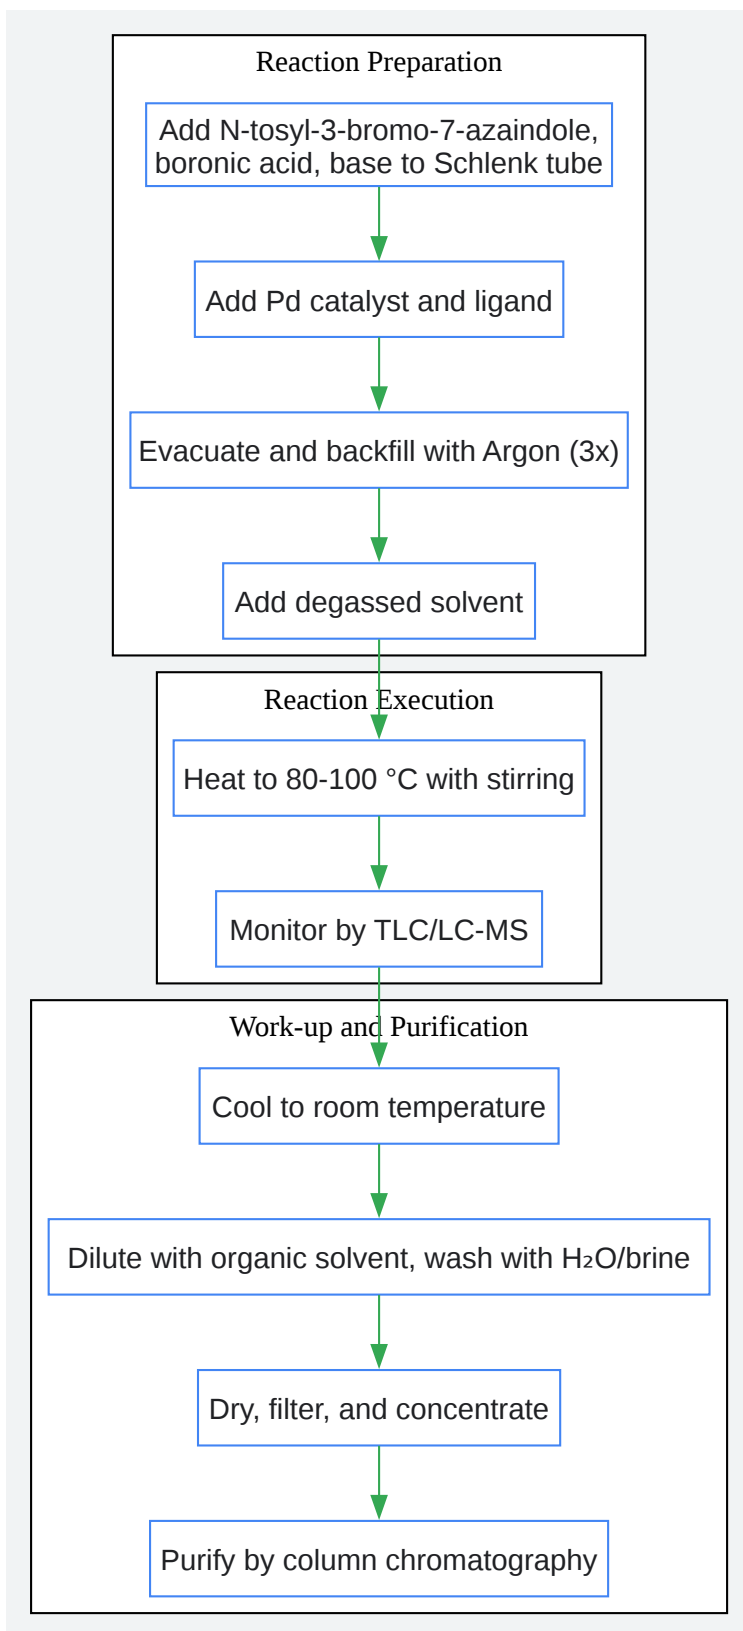 Reaction Preparation
Add N-tosyl-3-bromo-7-azaindole,
boronic acid, base to Schlenk tube
Add Pd catalyst and ligand
Evacuate and backfill with Argon (3x)
Add degassed solvent
Reaction Execution
Heat to 80-100 °C with stirring
Monitor by TLC/LC-MS
Work-up and Purification
Cool to room temperature
Dilute with organic solvent, wash with H₂O/brine
Dry, filter, and concentrate
Purify by column chromatography